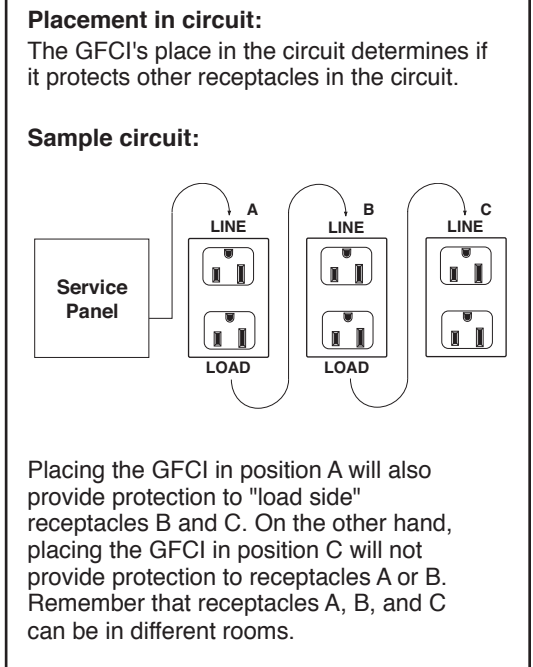 Placement in circuit:
The GFCI's place in the circuit determines if
it protects other receptacles in the circuit.
Sample circuit:
A
LINE
B
LINE
C
LINE
Service
Panel
LOAD
LOAD
Placing the GFCI in position A will also
provide protection to "load side"
receptacles B and C. On the other hand,
placing the GFCI in position C will not
provide protection to receptacles A or B.
Remember that receptacles A, B, and C
can be in different rooms.